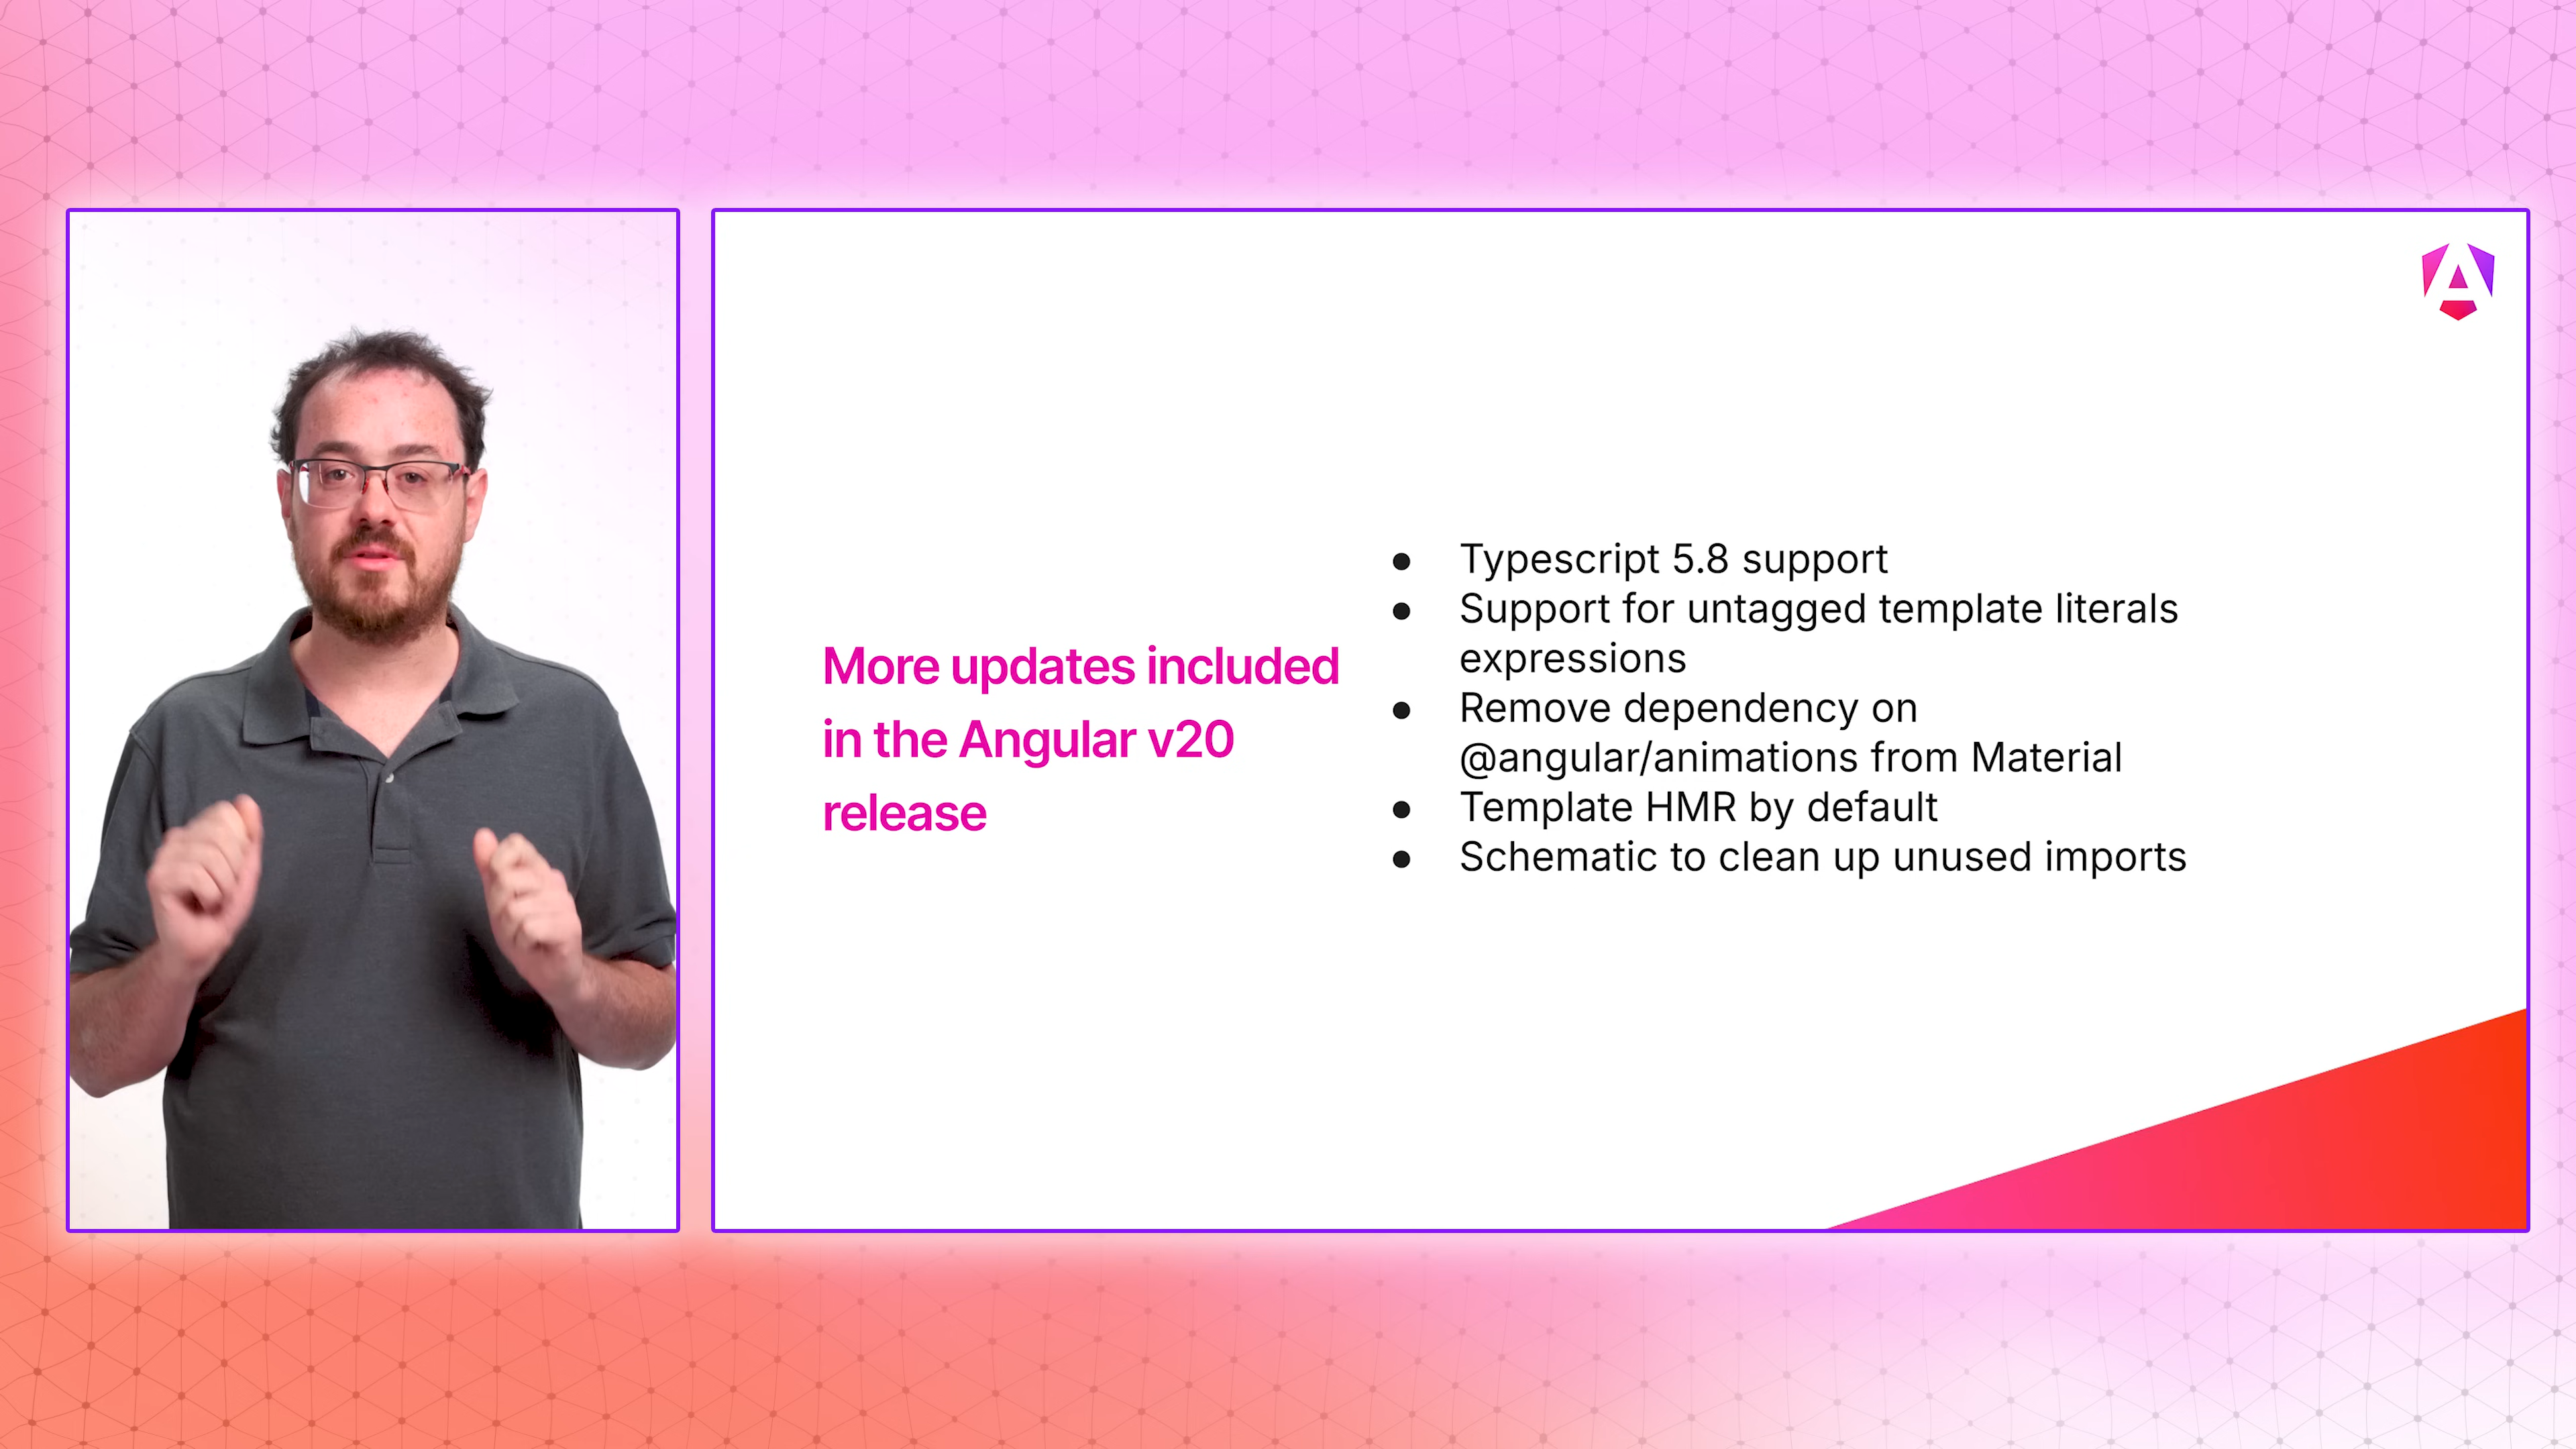 More updates included
in the Angular v20
release
● Typescript 5.8 support
● Support for untagged template literals
expressions
● Remove dependency on
@angular/animations from Material
● Template HMR by default
● Schematic to clean up unused imports